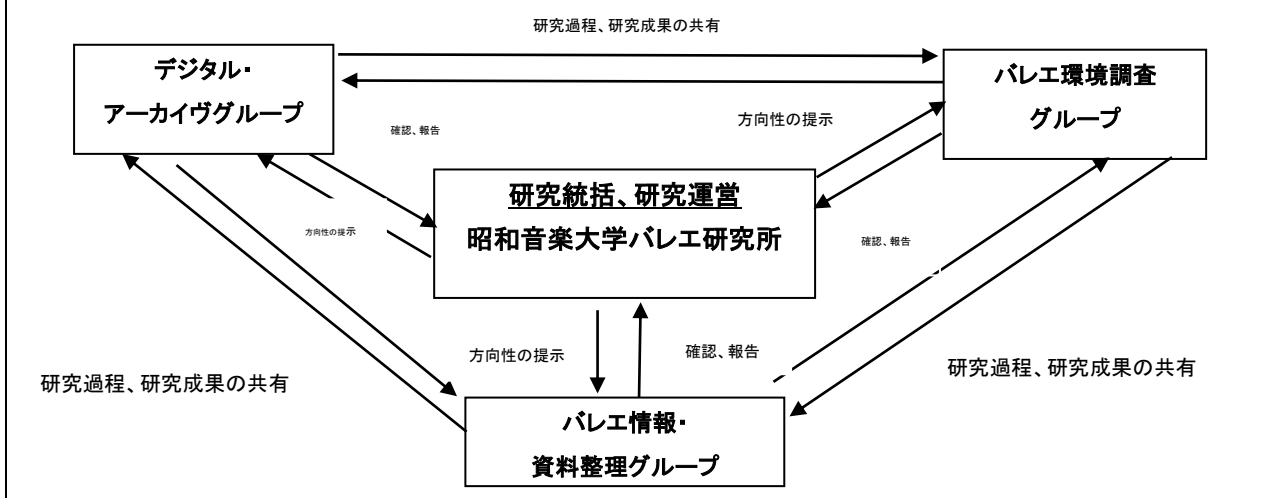 研究過程、研究成果の共有
デジタル・
アーカイヴグループ
バレエ環境調査
グループ
確認、報告
方向性の提示
研究統括、研究運営
昭和音楽大学バレエ研究所
方向性の提示
確認、報告
方向性の提示
確認、報告
研究過程、研究成果の共有
研究過程、研究成果の共有
バレエ情報・
資料整理グループ